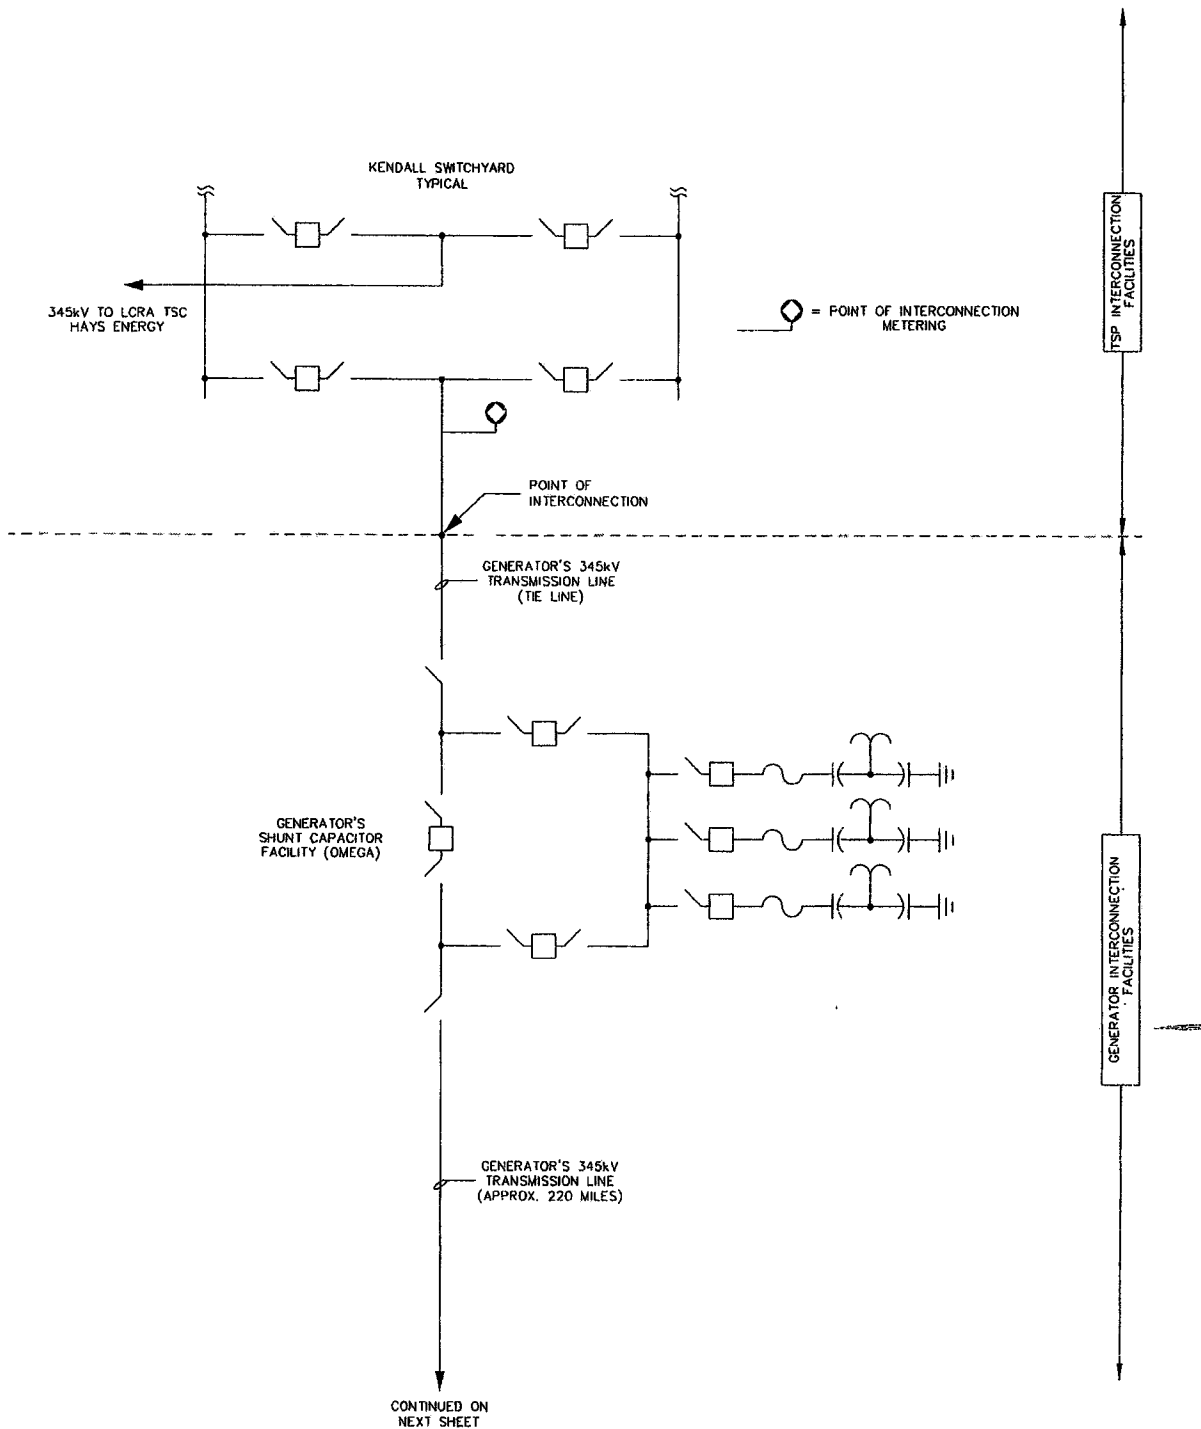 KENDALL SWITCHYARD
TYPICAL
345kV TO LCRA TSC
HAYS ENERGY
= POINT OF INTERCONNECTION
METERING
TSP INTERCONNECTION
FACILITIES
POINT OF
INTERCONNECTION
GENERATOR'S 345kV
TRANSMISSION LINE
(TIE LINE)
GENERATOR'S
SHUNT CAPACITOR
FACILITY (OMEGA)
GENERATOR INTERCONNECTION
FACILITIES
GENERATOR'S 345kV
TRANSMISSION LINE
(APPROX. 220 MILES)
CONTINUED ON
NEXT SHEET